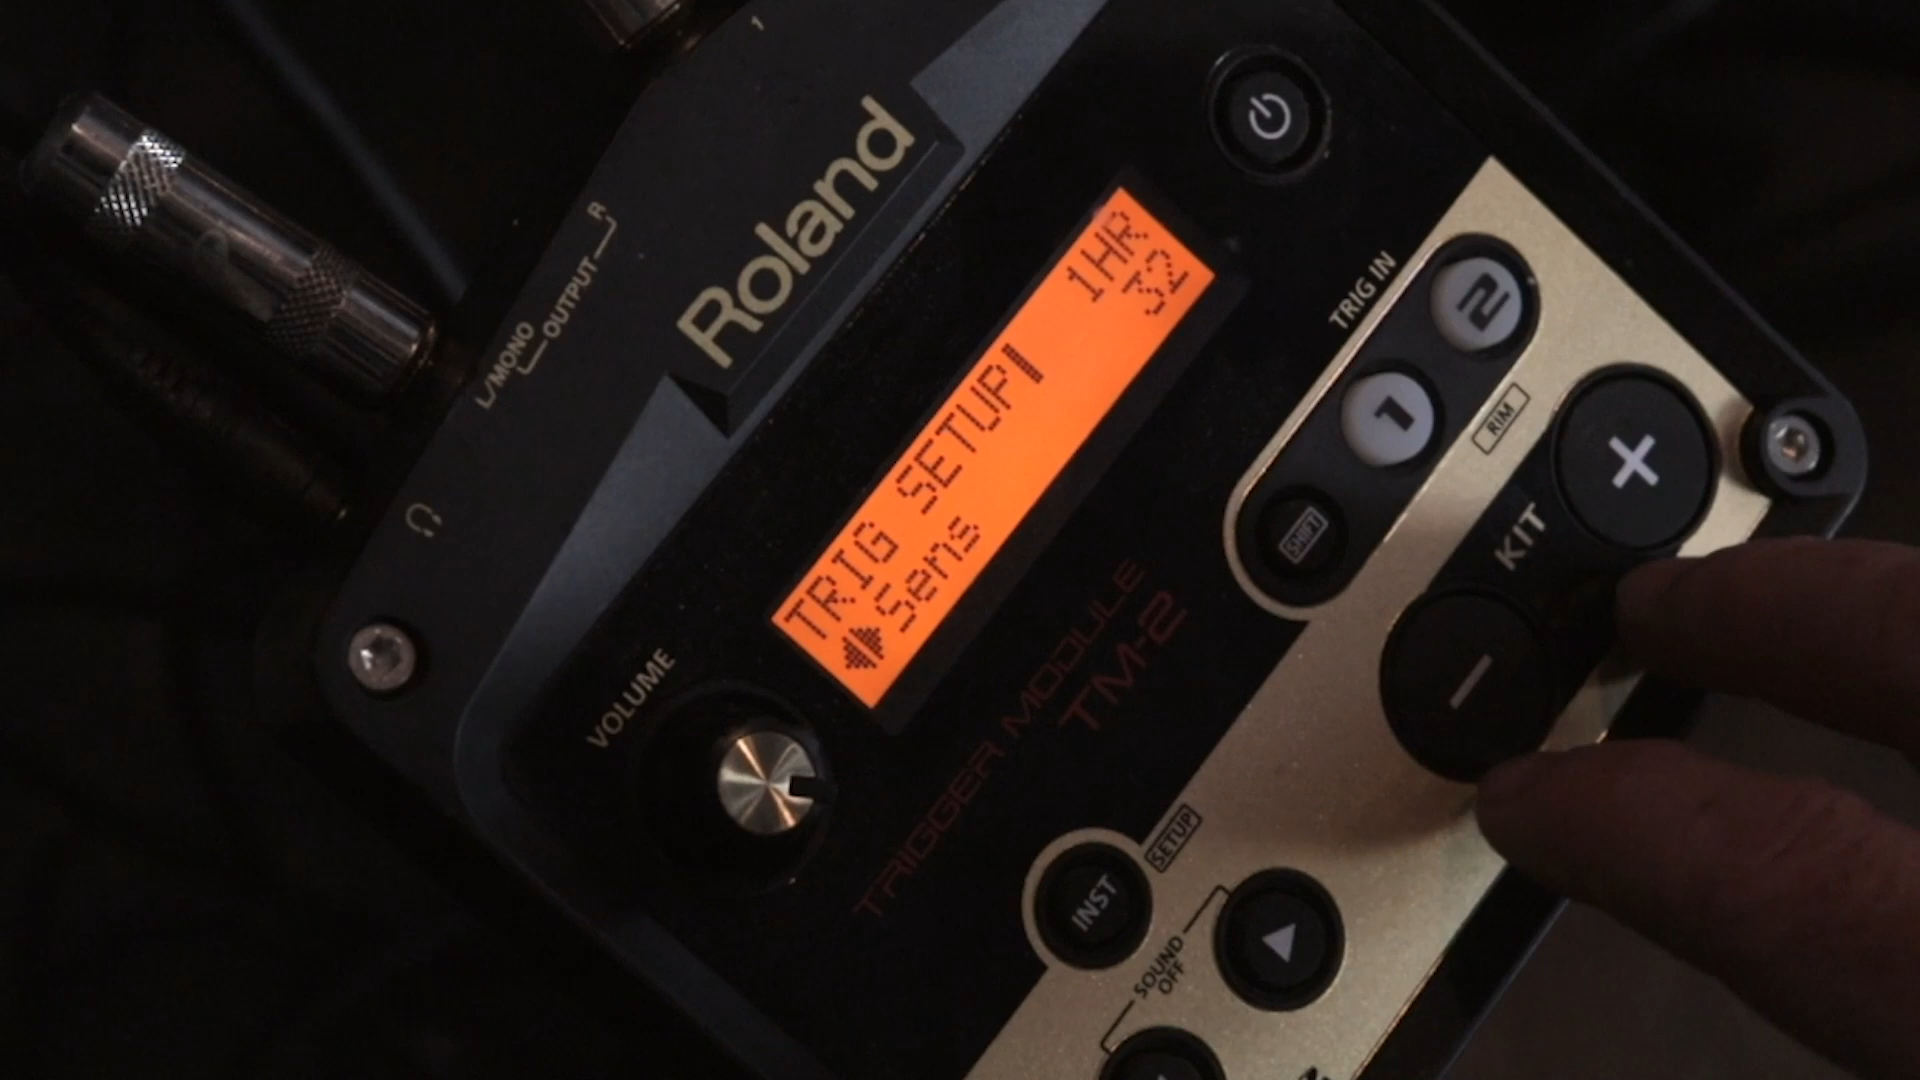 1
R
OUTPUT
L/MONO
Roland
TRIG SETUP1 1HR
Sens 32
VOLUME
TRIGGER MODULE
TM-2
TRIG IN
2
1
RIM
SHIFT
+
KIT
-
INST
SETUP
SOUND
OFF